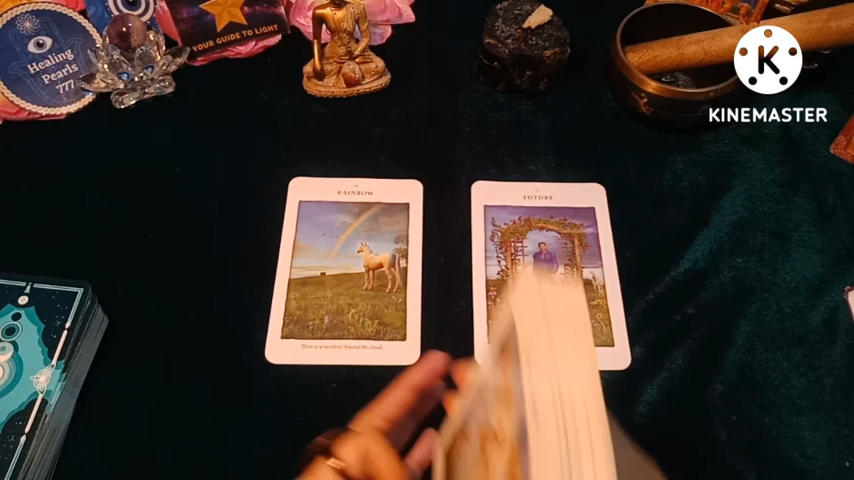 Healing
Pearls
777
YOUR GUIDE TO LIGHT
K
KINEMASTER
RAINBOW
FUTURE
There is a rainbow beyond the clouds.